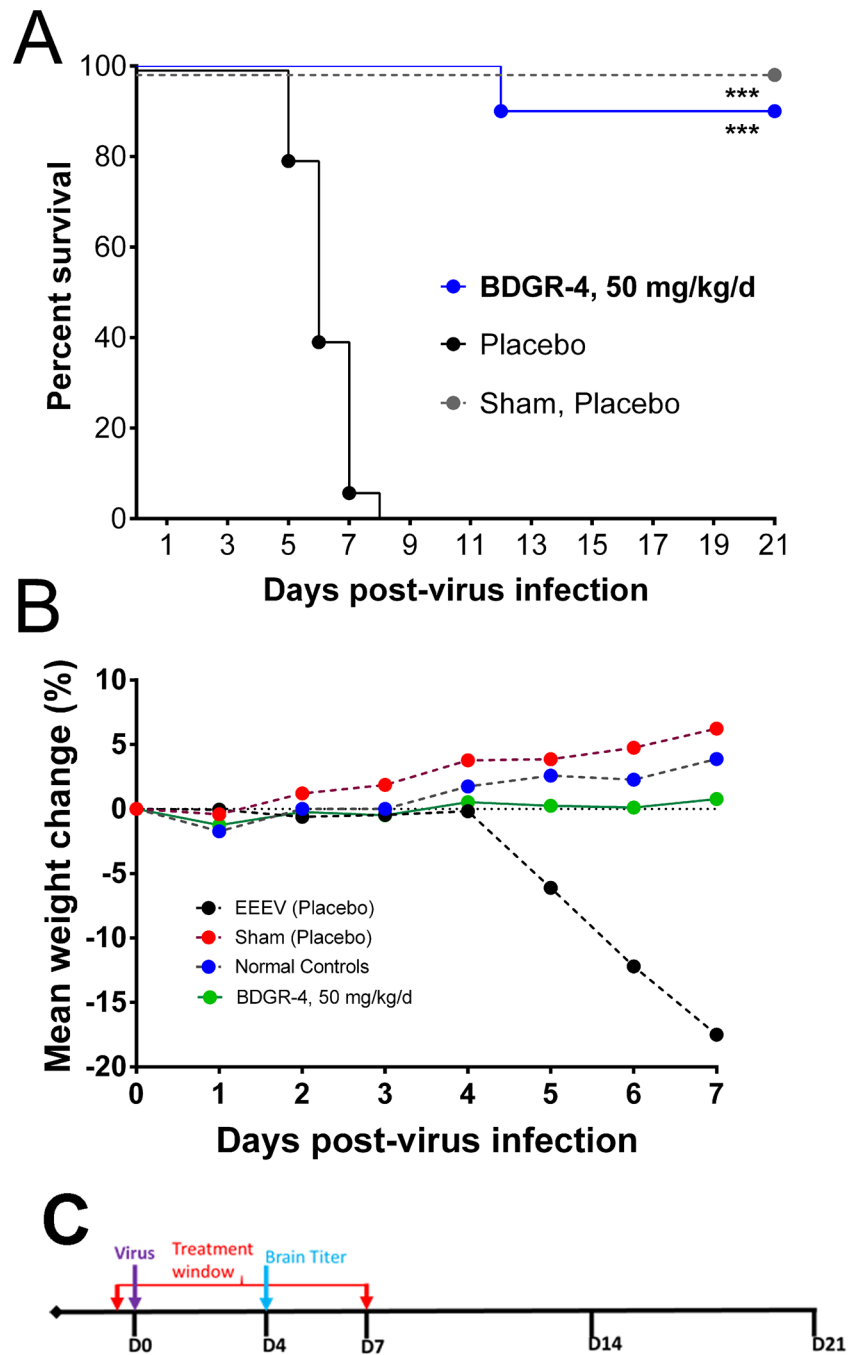 A
Percent survival
100
80
60
40
20
0
***
***
BDGR-4, 50 mg/kg/d
Placebo
Sham, Placebo
1 3 5 7 9 11 13 15 17 19 21
Days post-virus infection
B
Mean weight change (%)
10
5
0
-5
-10
-15
-20
EEEV (Placebo)
Sham (Placebo)
Normal Controls
BDGR-4, 50 mg/kg/d
0 1 2 3 4 5 6 7
Days post-virus infection
C
Virus
Treatment
window
Brain Titer
D0 D4 D7 D14 D21